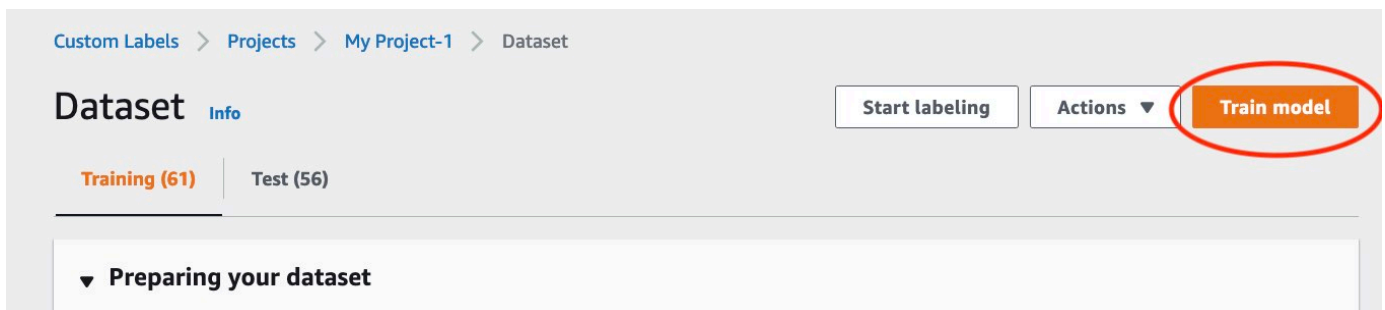 Custom Labels > Projects > My Project-1 > Dataset
Dataset Info
Start labeling Actions ▼ Train model
Training (61) Test (56)
▼ Preparing your dataset